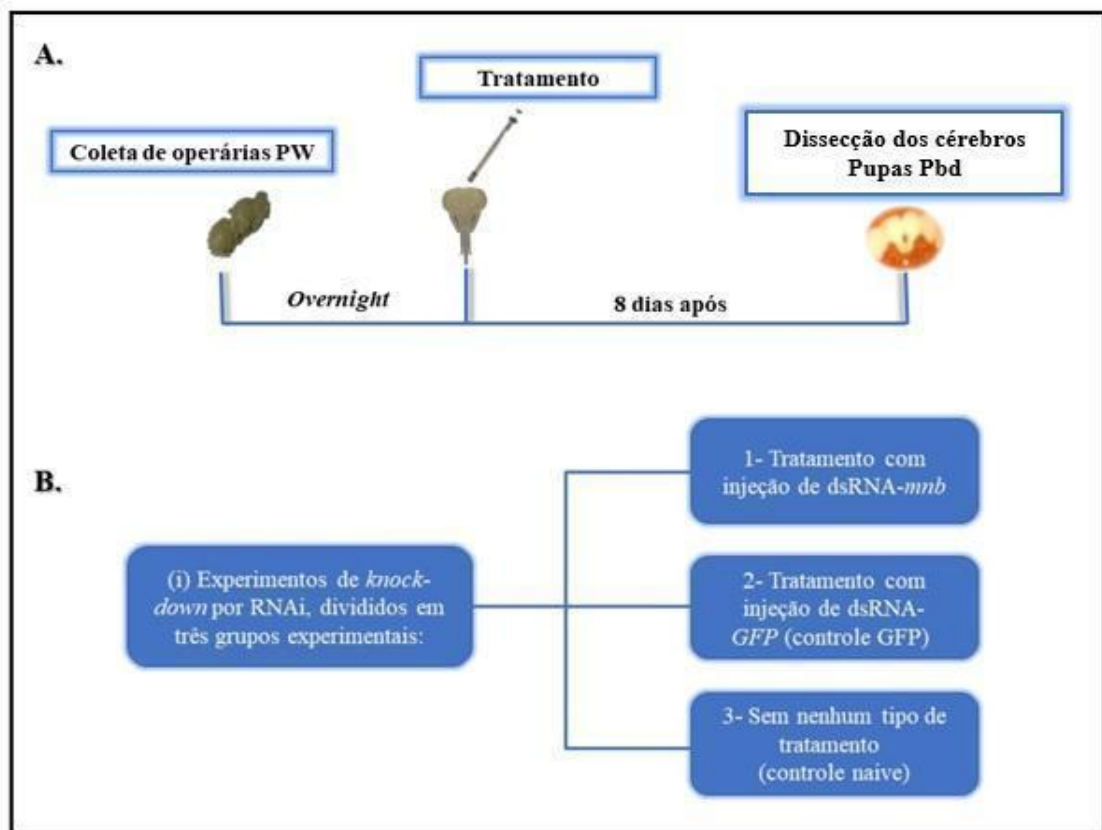 A.
Tratamento
Coleta de operárias PW
Dissecção dos cérebros
Pupas Pbd
Overnight
8 dias após
B.
(i) Experimentos de knock-
down por RNAi, divididos em
três grupos experimentais:
1- Tratamento com
injeção de dsRNA-mnb
2- Tratamento com
injeção de dsRNA-
GFP (controle GFP)
3- Sem nenhum tipo de
tratamento
(controle naíve)